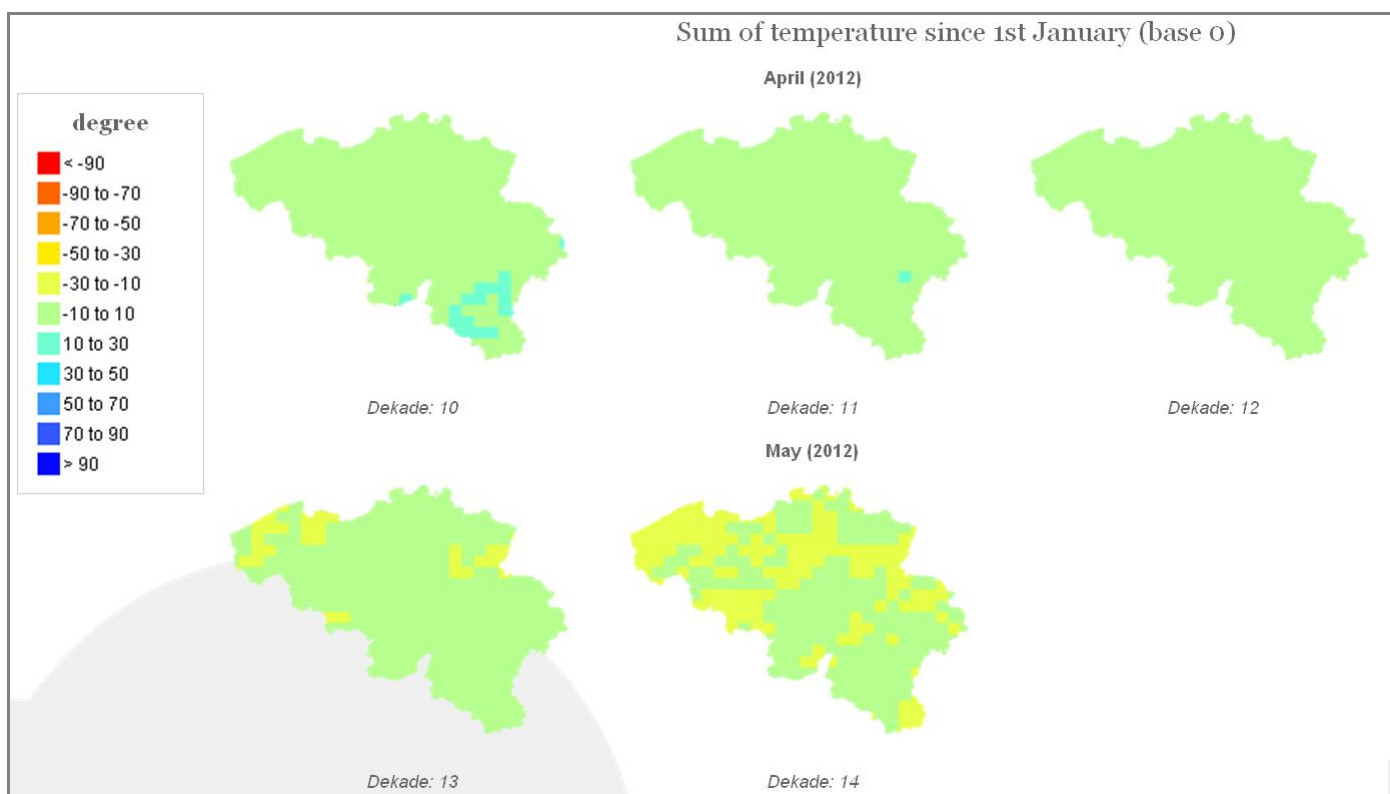 Sum of temperature since 1st January (base 0)
April (2012)
degree
< -90
-90 to -70
-70 to -50
-50 to -30
-30 to -10
-10 to 10
10 to 30
30 to 50
50 to 70
70 to 90
> 90
Dekade: 10
Dekade: 11
Dekade: 12
May (2012)
Dekade: 13
Dekade: 14